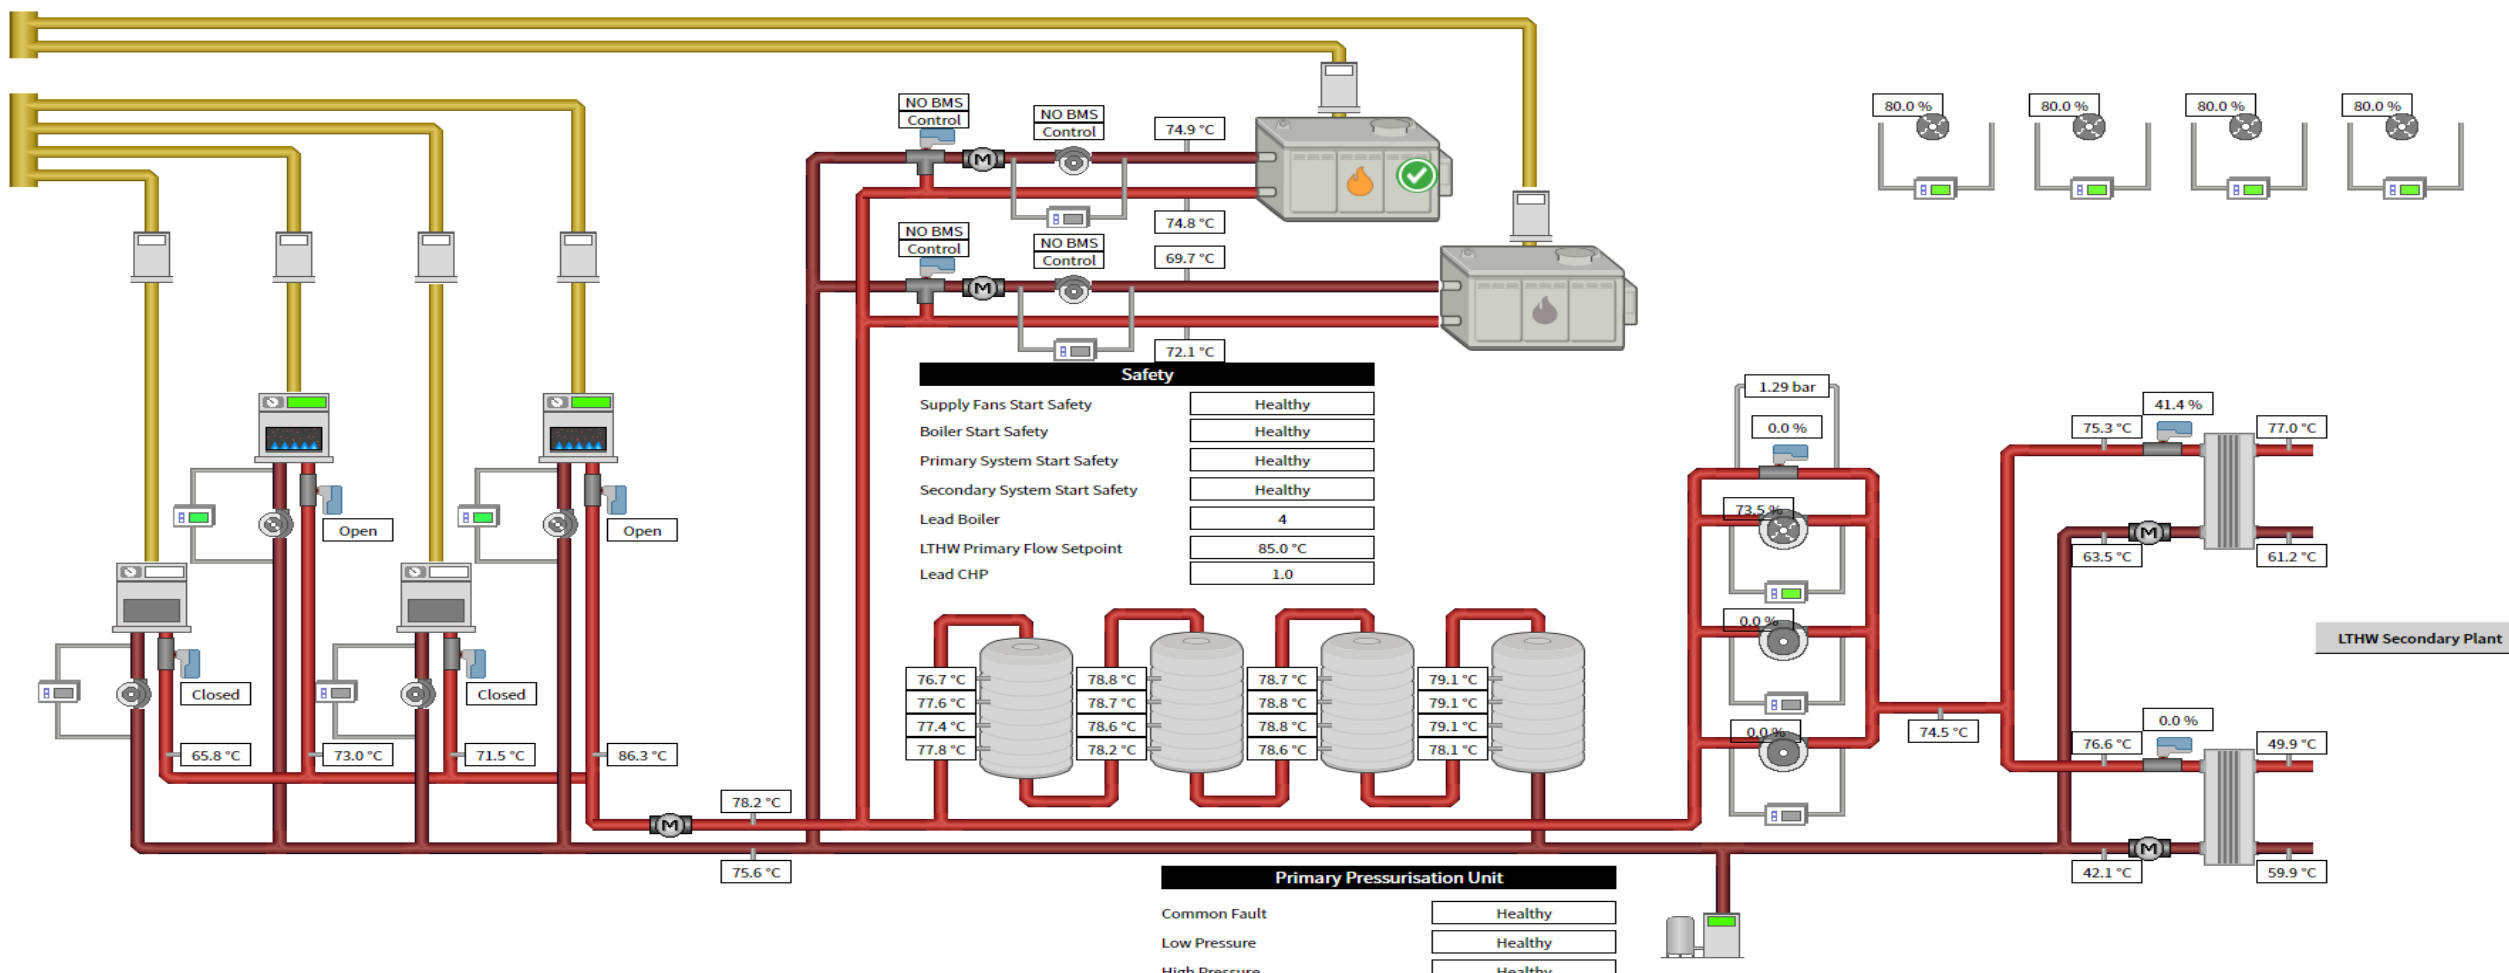 80.0 %
80.0 %
80.0 %
80.0 %
NO BMS
Control
NO BMS
Control
74.9 °C
74.8 °C
NO BMS
Control
NO BMS
Control
69.7 °C
72.1 °C
Safety
Supply Fans Start Safety Healthy
Boiler Start Safety Healthy
Primary System Start Safety Healthy
Secondary System Start Safety Healthy
Lead Boiler 4
LTHW Primary Flow Setpoint 85.0 °C
Lead CHP 1.0
Open
Open
Closed
Closed
65.8 °C
73.0 °C
71.5 °C
86.3 °C
78.2 °C
75.6 °C
76.7 °C
77.6 °C
77.4 °C
77.8 °C
78.8 °C
78.7 °C
78.6 °C
78.2 °C
78.7 °C
78.8 °C
78.8 °C
78.6 °C
79.1 °C
79.1 °C
79.1 °C
78.1 °C
1.29 bar
0.0 %
73.5 %
0.0 %
0.0 %
74.5 °C
41.4 %
75.3 °C
77.0 °C
M
63.5 °C
61.2 °C
LTHW Secondary Plant
0.0 %
76.6 °C
49.9 °C
M
42.1 °C
59.9 °C
M
M
M
Primary Pressurisation Unit
Common Fault Healthy
Low Pressure Healthy
High Pressure Healthy